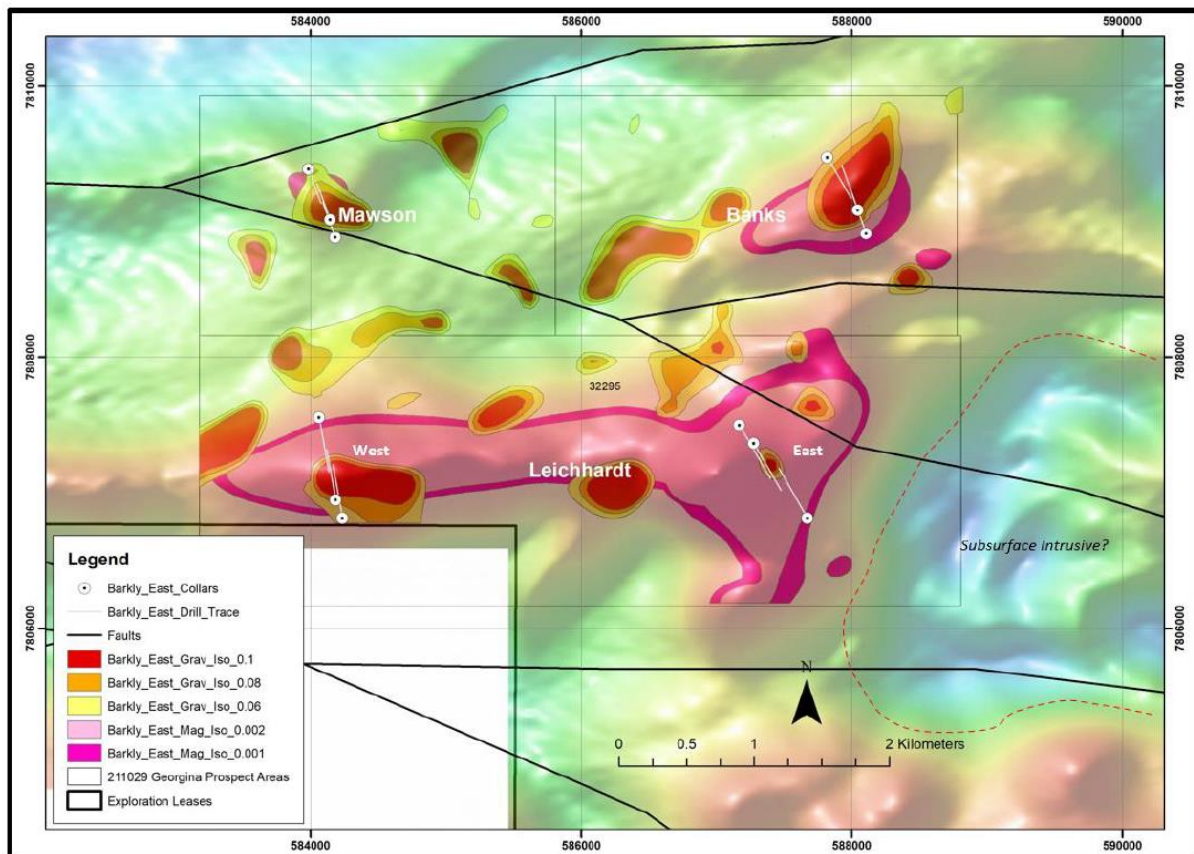 584000 586000 588000 590000
7810000 7810000
Mawson Banks
7808000 7808000
32295
West East
Leichhardt
Subsurface intrusive?
7806000 7806000
Legend
Barkly_East_Collars
Barkly_East_Drill_Trace
Faults
Barkly_East_Grav_Iso_0.1
Barkly_East_Grav_Iso_0.08
Barkly_East_Grav_Iso_0.06
Barkly_East_Mag_Iso_0.002
Barkly_East_Mag_Iso_0.001
211029 Georgina Prospect Areas
Exploration Leases
N
0 0.5 1 2 Kilometers
584000 586000 588000 590000